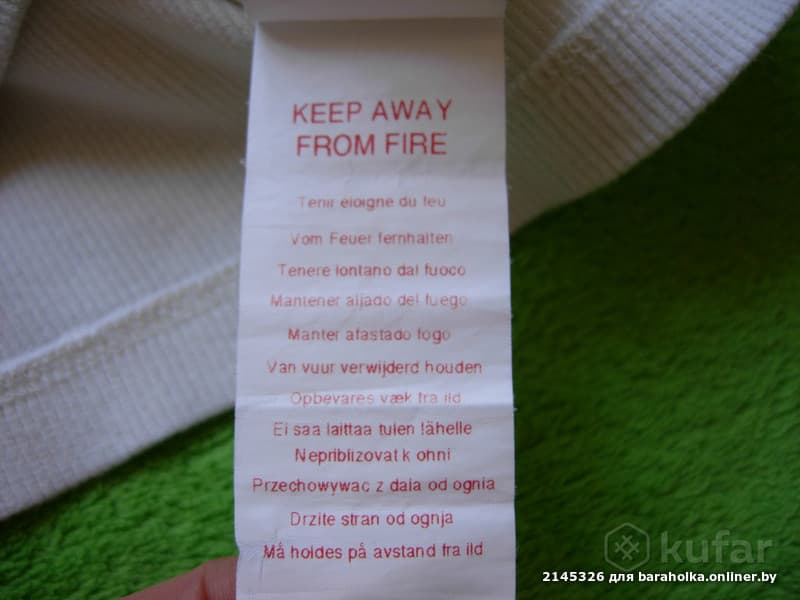 KEEP AWAY
FROM FIRE
Tenir éloigné du feu
Vom Feuer fernhalten
Tenere lontano dal fuoco
Mantener aljado del fuego
Manter afastado fogo
Van vuur verwijderd houden
Opbevares væk fra ild
Ei saa laittaa tulen lähelle
Nepriblizovat k ohni
Przechowywac z dala od ognia
Drzite stran od ognja
Må holdes på avstand fra ild
kufar
2145326 для baraholka.onliner.by